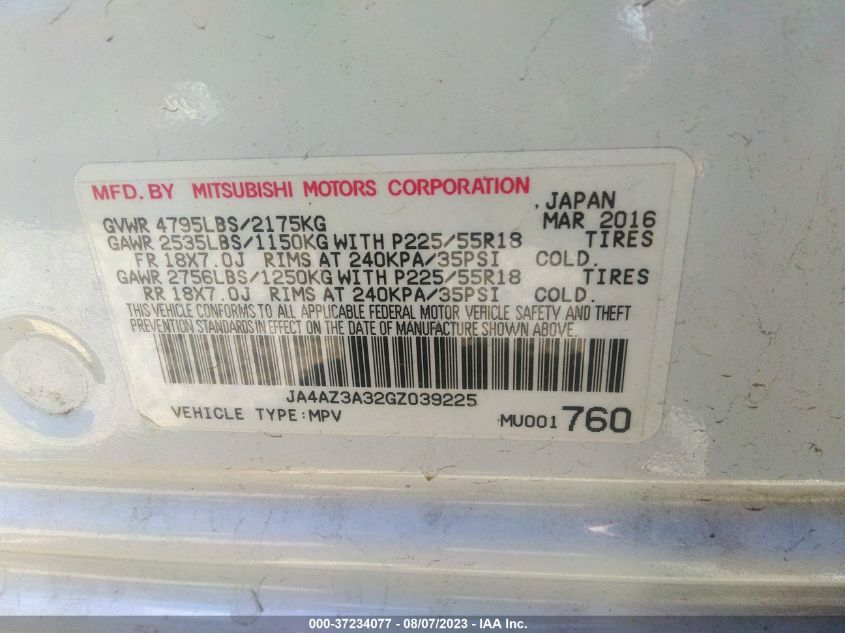 MFD. BY MITSUBISHI MOTORS CORPORATION , JAPAN
GVWR 4795LBS/2175KG MAR 2016
GAWR 2535LBS/1150KG WITH P225/55R18 TIRES
FR 18X7.0J RIMS AT 240KPA/35PSI COLD.
GAWR 2756LBS/1250KG WITH P225/55R18 TIRES
RR 18X7.0J RIMS AT 240KPA/35PSI COLD.
THIS VEHICLE CONFORMS TO ALL APPLICABLE FEDERAL MOTOR VEHICLE SAFETY AND THEFT
PREVENTION STANDARDS IN EFFECT ON THE DATE OF MANUFACTURE SHOWN ABOVE.
JA4AZ3A32GZ039225
VEHICLE TYPE:MPV MU001 760
000-37234077 - 08/07/2023 - IAA Inc.